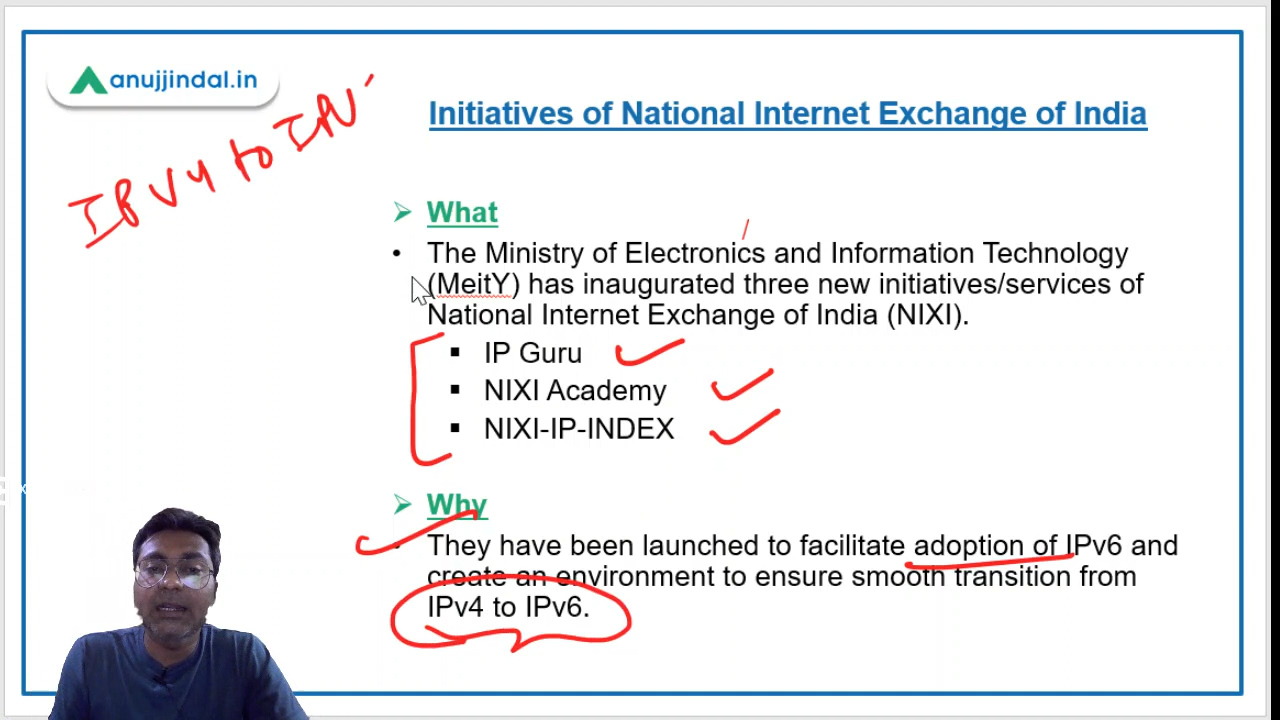 anujjindal.in
Initiatives of National Internet Exchange of India
IPV4 to IPV
What
The Ministry of Electronics and Information Technology
(MeitY) has inaugurated three new initiatives/services of
National Internet Exchange of India (NIXI).
IP Guru
NIXI Academy
NIXI-IP-INDEX
Why
They have been launched to facilitate adoption of IPv6 and
create an environment to ensure smooth transition from
IPv4 to IPv6.